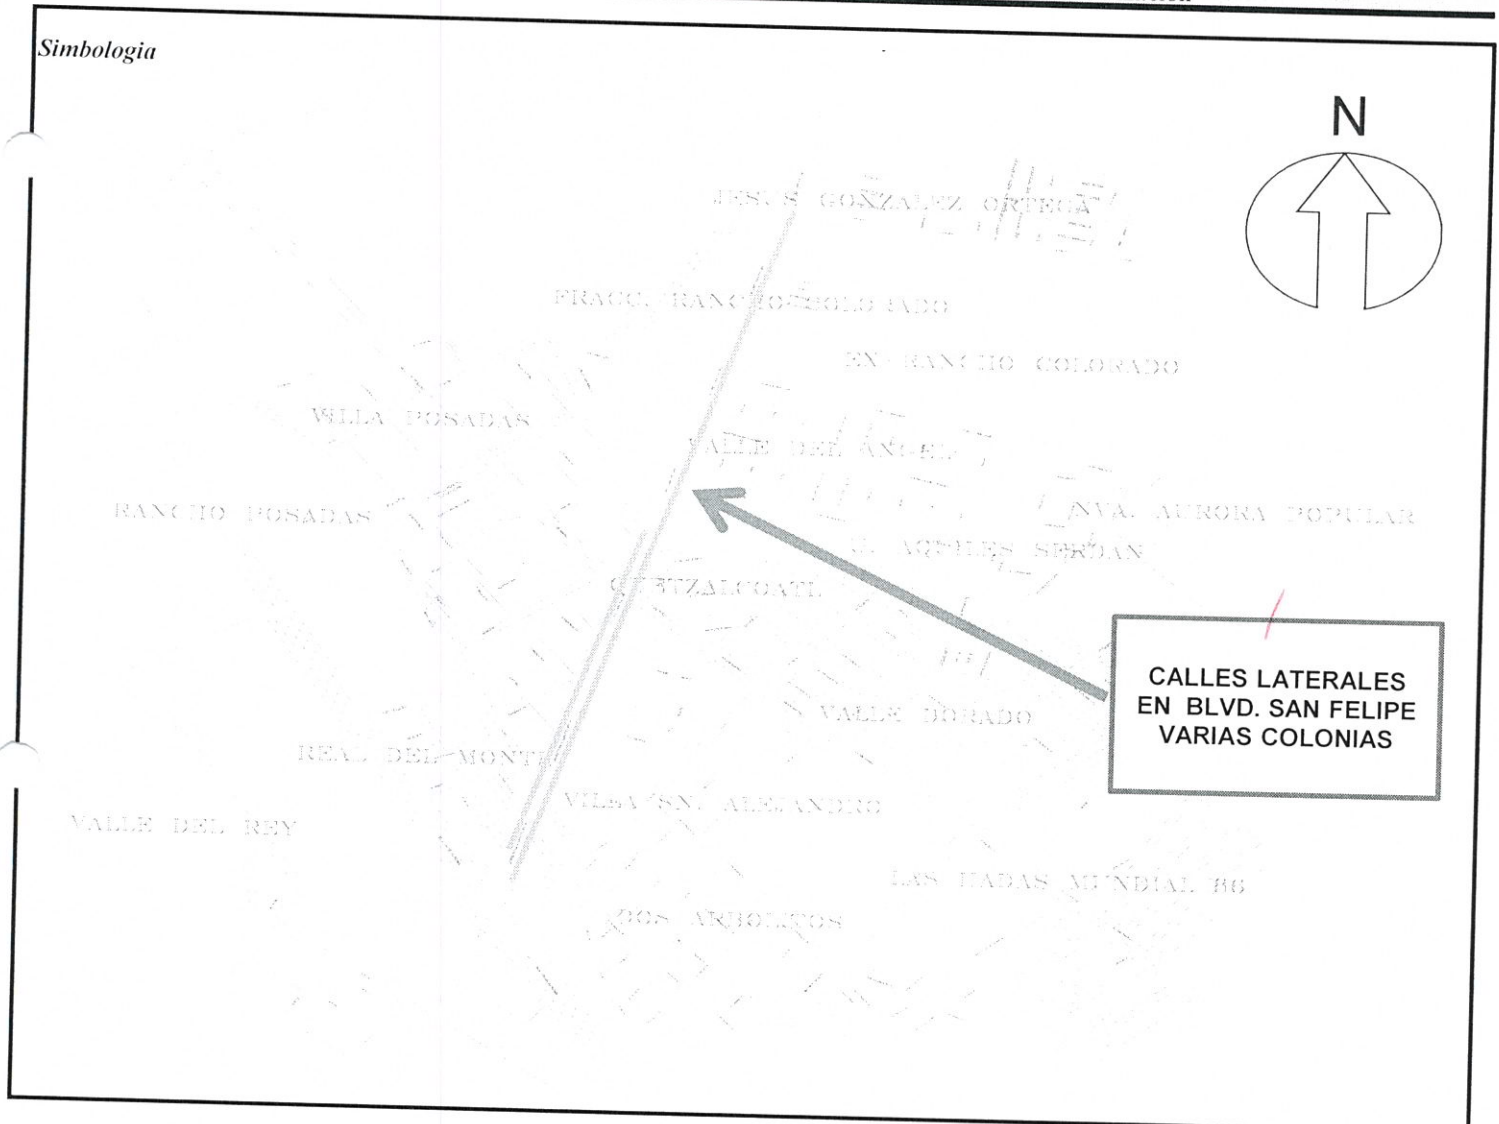 Simbologia
N
JESUS GONZALEZ ORTEGA
FRACC. RANCHO COLORADO
EX RANCHO COLORADO
VILLA POSADAS
VALLE DEL ANGEL
RANCHO POSADAS
NVA. AURORA POPULAR
AQUILES SERDAN
QUETZALCOATL
CALLES LATERALES
EN BLVD. SAN FELIPE
VARIAS COLONIAS
VALLE DORADO
REAL DEL MONTE
VILLA SN. ALEJANDRO
VALLE DEL REY
LAS HADAS MUNDIAL 86
DOS ARBOLITOS